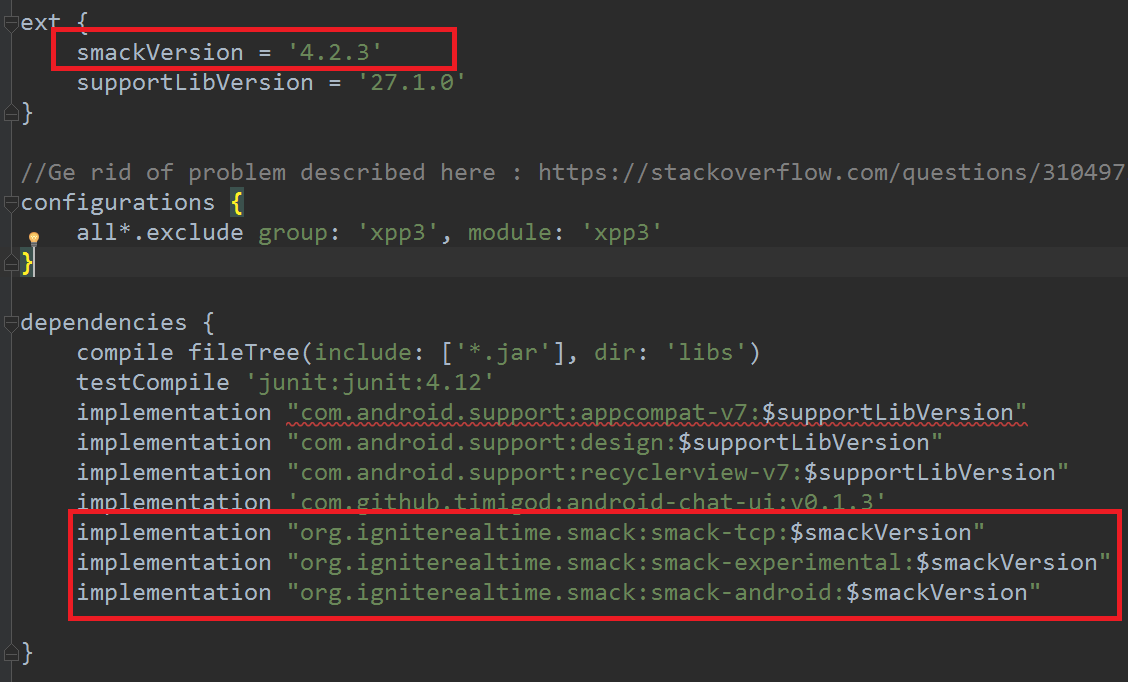 ext {
smackVersion = '4.2.3'
supportLibVersion = '27.1.0'
}
//Ge rid of problem described here : https://stackoverflow.com/questions/310497
configurations {
all*.exclude group: 'xpp3', module: 'xpp3'
}
dependencies {
compile fileTree(include: ['*.jar'], dir: 'libs')
testCompile 'junit:junit:4.12'
implementation "com.android.support:appcompat-v7:$supportLibVersion"
implementation "com.android.support:design:$supportLibVersion"
implementation "com.android.support:recyclerview-v7:$supportLibVersion"
implementation 'com.github.timigod:android-chat-ui:v0.1.3'
implementation "org.igniterealtime.smack:smack-tcp:$smackVersion"
implementation "org.igniterealtime.smack:smack-experimental:$smackVersion"
implementation "org.igniterealtime.smack:smack-android:$smackVersion"
}